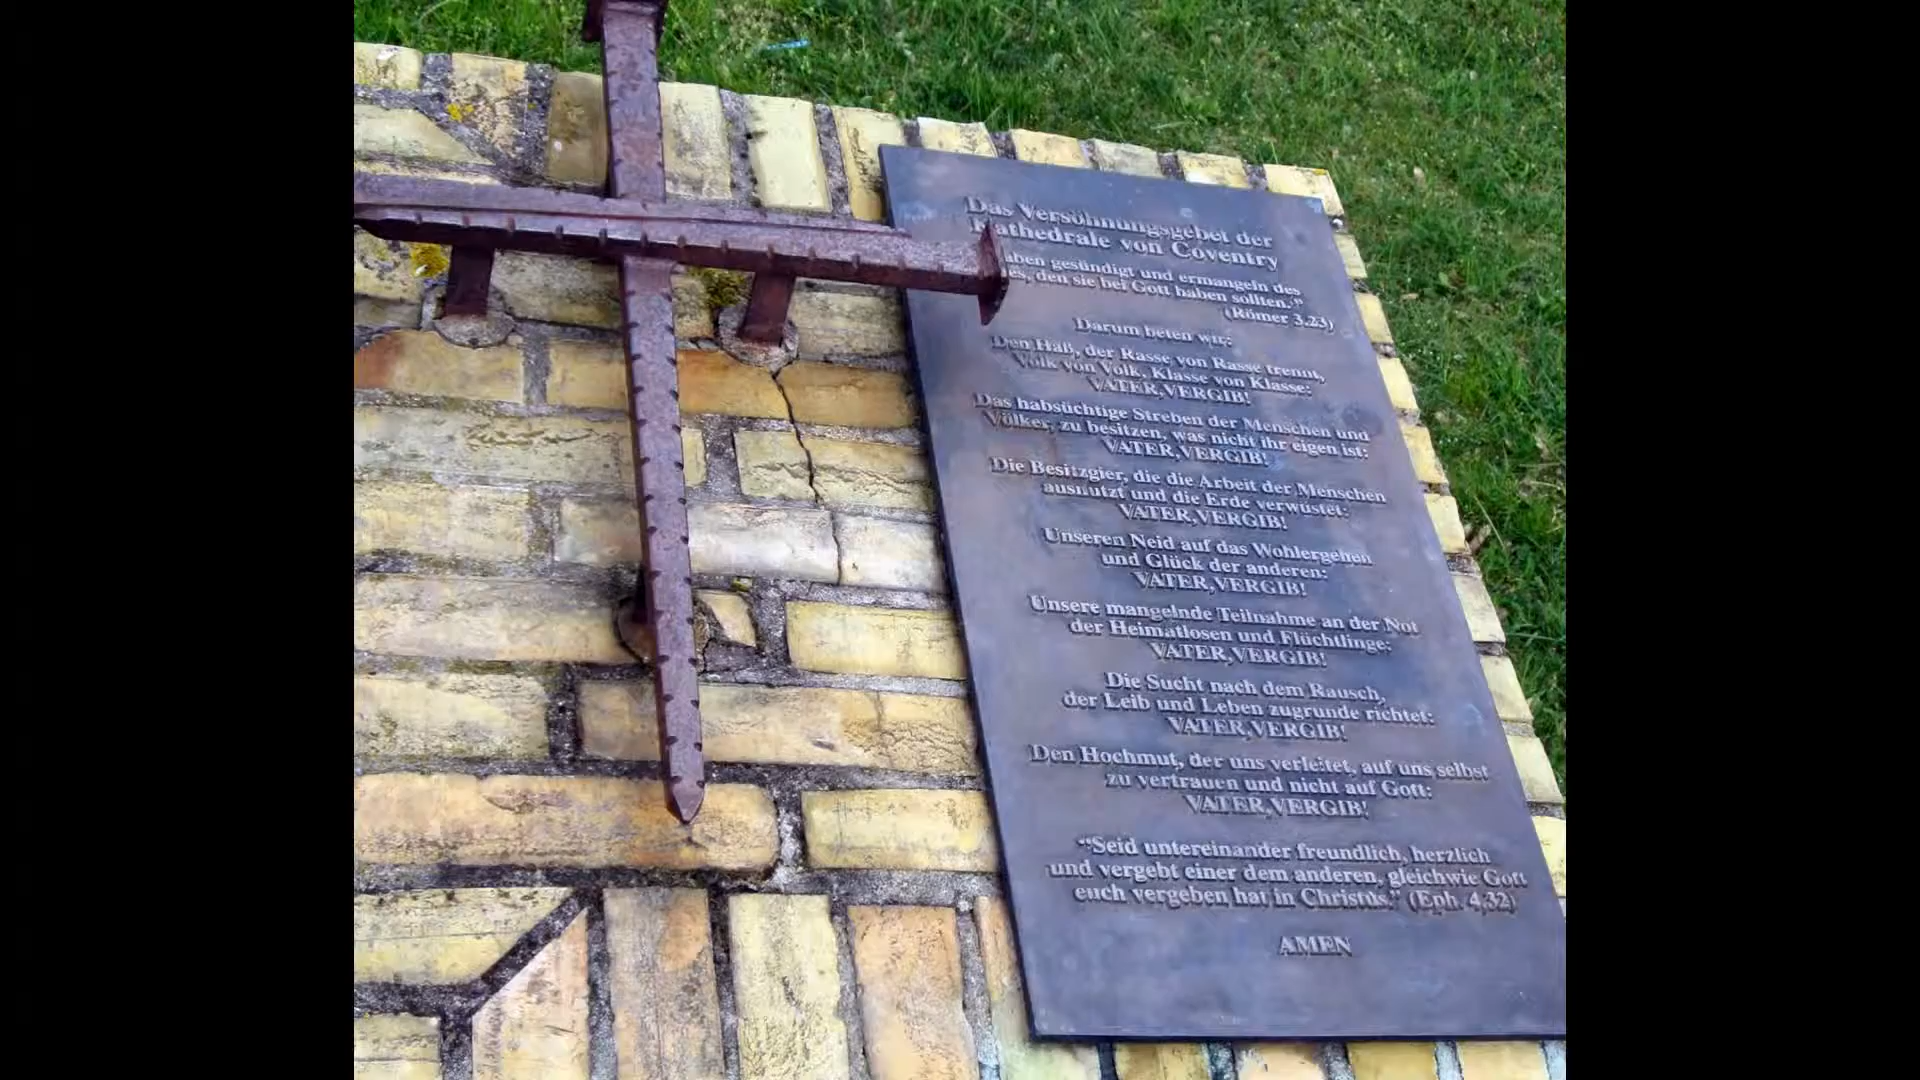 Das Versöhnungsgebet der
Kathedrale von Coventry
aben gesündigt und ermangeln des
es, den sie bei Gott haben sollten.”
(Römer 3.23)
Darum beten wir:
Den Haß, der Rasse von Rasse trennt,
Volk von Volk, Klasse von Klasse:
VATER,VERGIB!
Das habsüchtige Streben der Menschen und
Völker, zu besitzen, was nicht ihr eigen ist:
VATER,VERGIB!
Die Besitzgier, die die Arbeit der Menschen
ausnutzt und die Erde verwüstet:
VATER,VERGIB!
Unseren Neid auf das Wohlergehen
und Glück der anderen:
VATER,VERGIB!
Unsere mangelnde Teilnahme an der Not
der Heimatlosen und Flüchtlinge:
VATER,VERGIB!
Die Sucht nach dem Rausch,
der Leib und Leben zugrunde richtet:
VATER,VERGIB!
Den Hochmut, der uns verleitet, auf uns selbst
zu vertrauen und nicht auf Gott:
VATER,VERGIB!
“Seid untereinander freundlich, herzlich
und vergebt einer dem anderen, gleichwie Gott
euch vergeben hat in Christus.” (Eph. 4,32)
AMEN